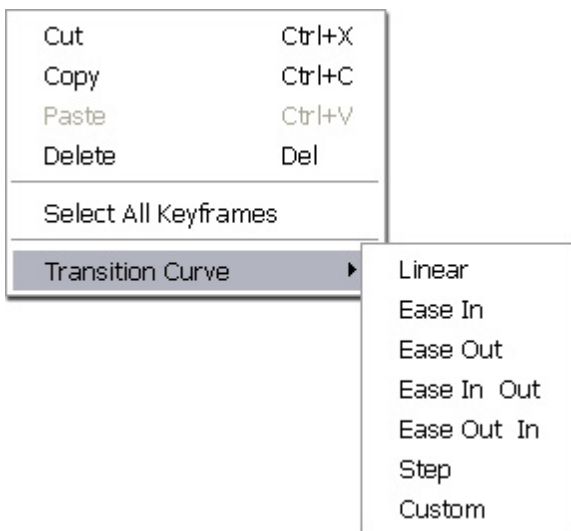 Cut Ctrl+X
Copy Ctrl+C
Paste Ctrl+V
Delete Del
Select All Keyframes
Transition Curve
Linear
Ease In
Ease Out
Ease In Out
Ease Out In
Step
Custom